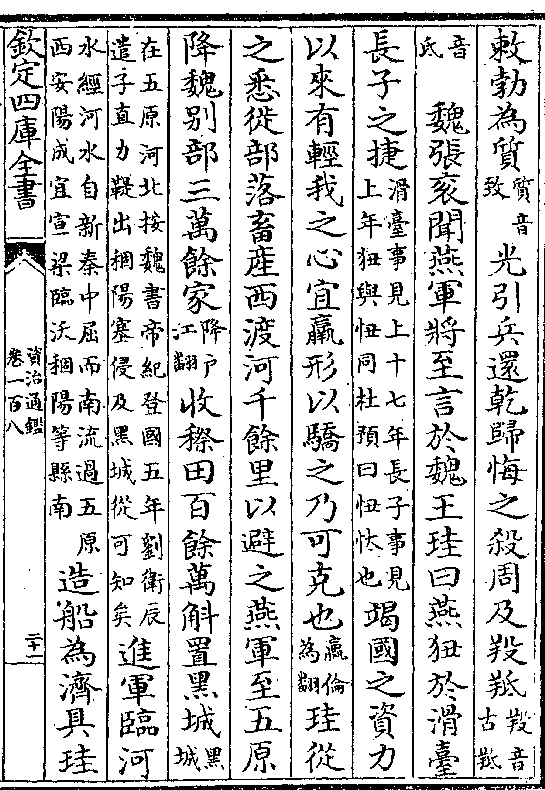 敕勃為質質音致光引兵還乾歸悔之殺周及羖羝羖音古羝
音氏　魏張袞聞燕軍將至言於魏王珪曰燕狃於滑臺
長子之捷滑臺事見上十七年長子事見上年狃與忸同杜預曰忸忕也竭國之資力
以來有輕我之心宜羸形以驕之乃可克也羸倫為翻珪從
之悉徙部落畜産西渡河千餘里以避之燕軍至五原
降魏别部三萬餘家降户江翻收穄田百餘萬斛置黑城黑城
在五原河北按魏書帝紀登國五年劉衛辰遣子直力鞮出稒陽塞侵及黑城從可知矣進軍臨河
水經河水自新秦中屈而南流過五原西安陽成宜宣梁臨沃稒陽等縣南造船為濟具珪
欽定四庫全書
資治通鑑
卷一百八
二十一